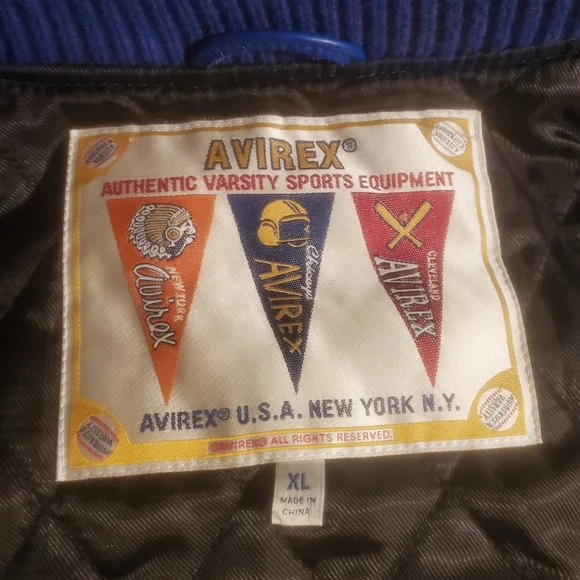 AVIREX®
AUTHENTIC VARSITY SPORTS EQUIPMENT
NEW YORK
Avirex
Chicago
AVIREX
CLEVELAND
AVIREX
AVIREX® U.S.A. NEW YORK N.Y.
©AVIREX® ALL RIGHTS RESERVED.
XL
MADE IN
CHINA